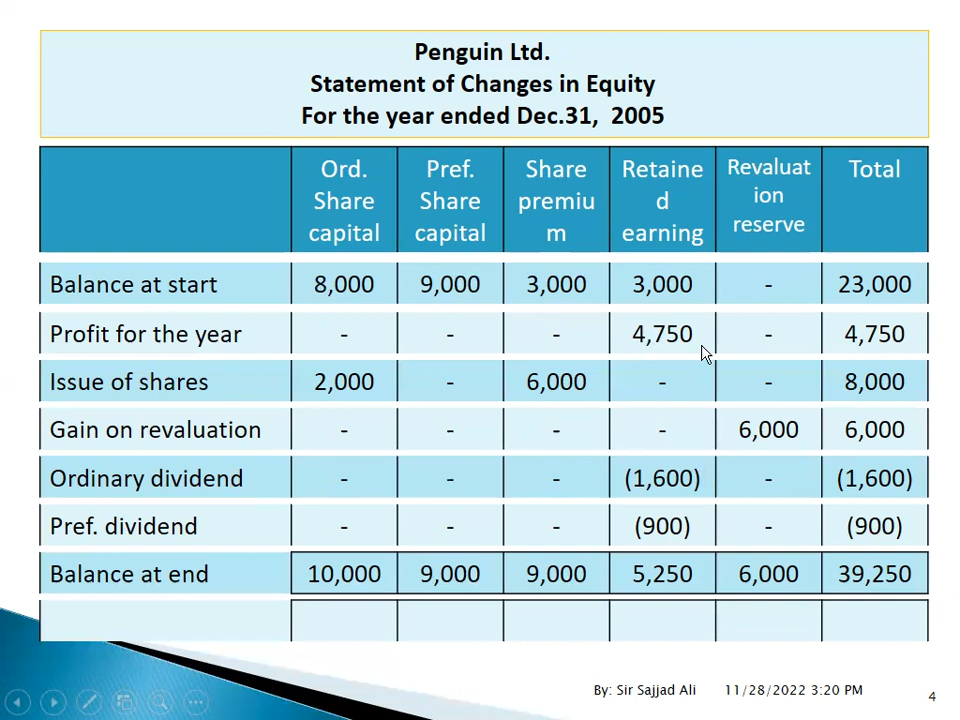 Penguin Ltd.
Statement of Changes in Equity
For the year ended Dec.31, 2005
Ord. Share capital Pref. Share capital Share premiu m Retaine d earning Revaluat ion reserve Total
Balance at start 8,000 9,000 3,000 3,000 - 23,000
Profit for the year - - - 4,750 - 4,750
Issue of shares 2,000 - 6,000 - - 8,000
Gain on revaluation - - - - 6,000 6,000
Ordinary dividend - - - (1,600) - (1,600)
Pref. dividend - - - (900) - (900)
Balance at end 10,000 9,000 9,000 5,250 6,000 39,250
By: Sir Sajjad Ali 11/28/2022 3:20 PM 4